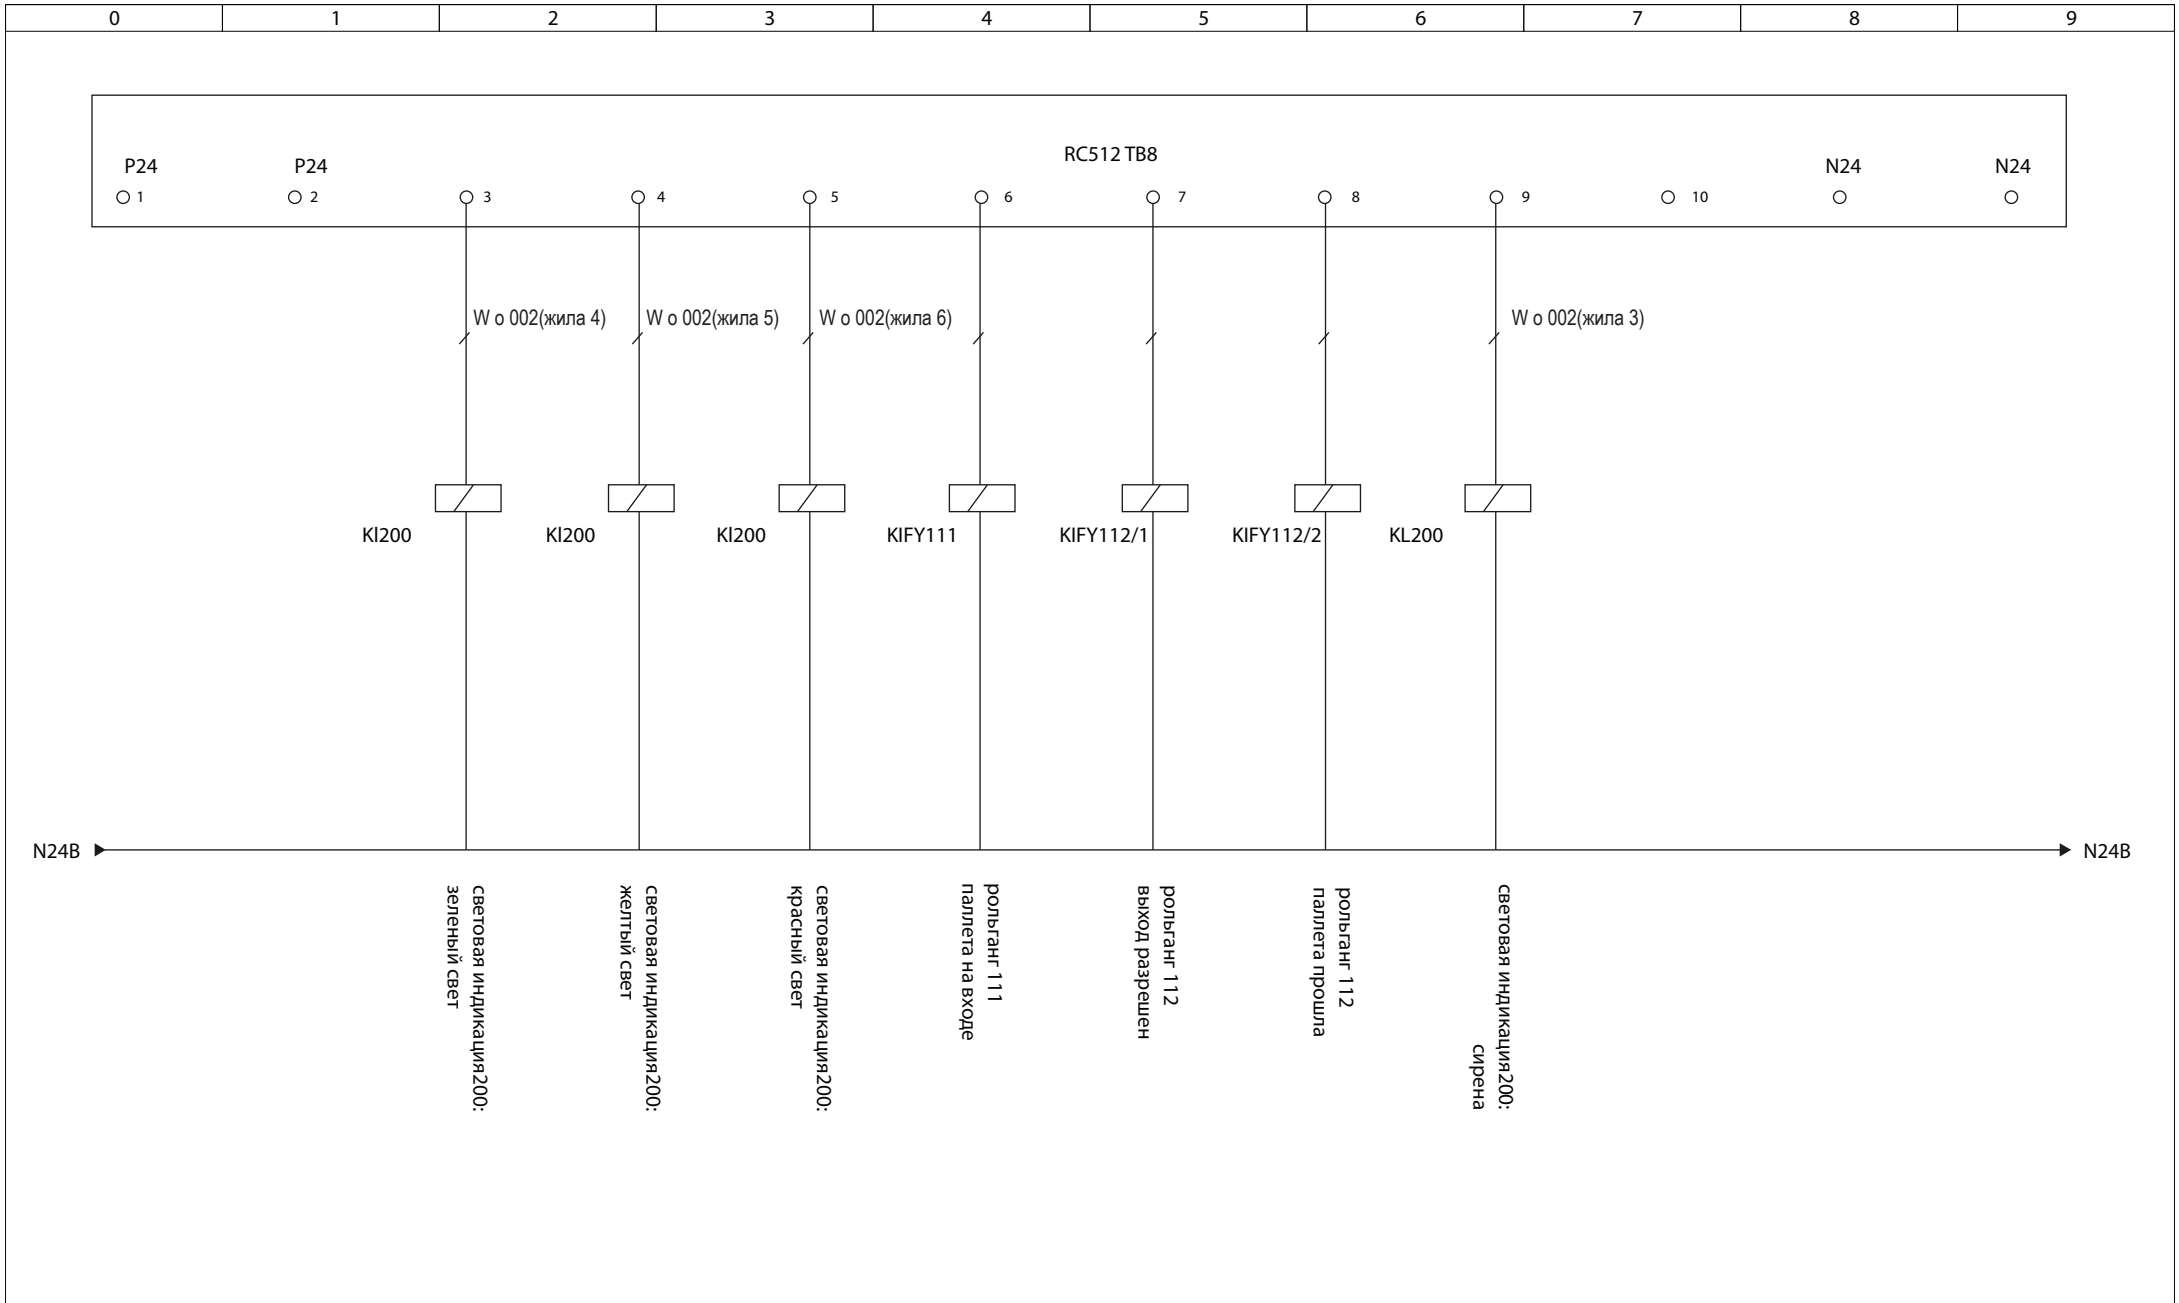 0 1 2 3 4 5 6 7 8 9
RC512 TB8
P24 P24 N24 N24
1 2 3 4 5 6 7 8 9 10
W o 002(жила 4) W o 002(жила 5) W o 002(жила 6) W o 002(жила 3)
Kl200 Kl200 Kl200 KIFY111 KIFY112/1 KIFY112/2 KL200
N24B N24B
световая индикация200:
зеленый свет
световая индикация200:
желтый свет
световая индикация200:
красный свет
рольганг 111
паллета на входе
рольганг 112
выход разрешен
рольганг 112
паллета прошла
световая индикация200:
сирена